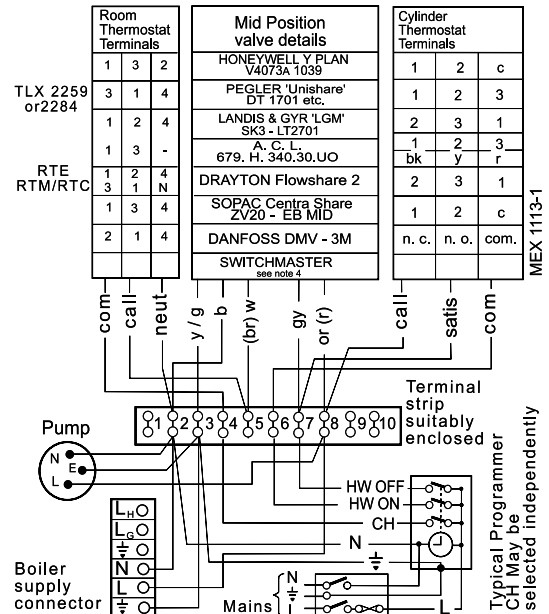 Room
Thermostat
Terminals
1 3 2
TLX 2259
or2284
3 1 4
1 2 4
1 3 -
RTE
RTM/RTC
1 2 4
3 1 N
1 3 4
2 1 4
Mid Position
valve details
HONEYWELL Y PLAN
V4073A 1039
PEGLER 'Unishare'
DT 1701 etc.
LANDIS & GYR 'LGM'
SK3 - LT2701
A. C. L.
679. H. 340.30.UO
DRAYTON Flowshare 2
SOPAC Centra Share
ZV20 - EB MID
DANFOSS DMV - 3M
SWITCHMASTER
see note 4
Cylinder
Thermostat
Terminals
1 2 c
1 2 3
2 3 1
1 2 3
bk y r
2 3 1
1 2 c
n. c. n. o. com.
MEX 1113-1
com
call
neut
y / g
b
(br) w
gy
or (r)
call
satis
com
1 2 3 4 5 6 7 8 9 10
Terminal
strip
suitably
enclosed
Pump
N
E
L
HW OFF
HW ON
CH
N
Typical Programmer
CH May be
selected independently
LH
LG
N
L
Boiler
supply
connector
Mains
N
L
L